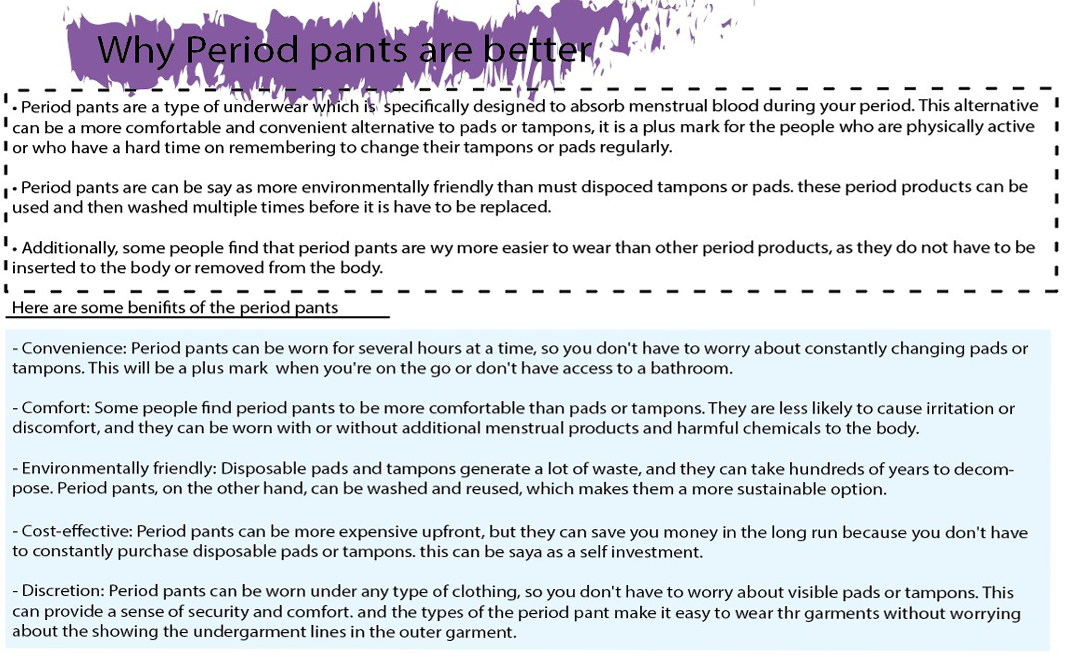 Why Period pants are better
• Period pants are a type of underwear which is specifically designed to absorb menstrual blood during your period. This alternative
can be a more comfortable and convenient alternative to pads or tampons, it is a plus mark for the people who are physically active
or who have a hard time on remembering to change their tampons or pads regularly.
• Period pants are can be say as more environmentally friendly than must dispoced tampons or pads. these period products can be
used and then washed multiple times before it is have to be replaced.
• Additionally, some people find that period pants are wy more easier to wear than other period products, as they do not have to be
inserted to the body or removed from the body.
Here are some benifits of the period pants
- Convenience: Period pants can be worn for several hours at a time, so you don't have to worry about constantly changing pads or
tampons. This will be a plus mark when you're on the go or don't have access to a bathroom.
- Comfort: Some people find period pants to be more comfortable than pads or tampons. They are less likely to cause irritation or
discomfort, and they can be worn with or without additional menstrual products and harmful chemicals to the body.
- Environmentally friendly: Disposable pads and tampons generate a lot of waste, and they can take hundreds of years to decom-
pose. Period pants, on the other hand, can be washed and reused, which makes them a more sustainable option.
- Cost-effective: Period pants can be more expensive upfront, but they can save you money in the long run because you don't have
to constantly purchase disposable pads or tampons. this can be saya as a self investment.
- Discretion: Period pants can be worn under any type of clothing, so you don't have to worry about visible pads or tampons. This
can provide a sense of security and comfort. and the types of the period pant make it easy to wear thr garments without worrying
about the showing the undergarment lines in the outer garment.